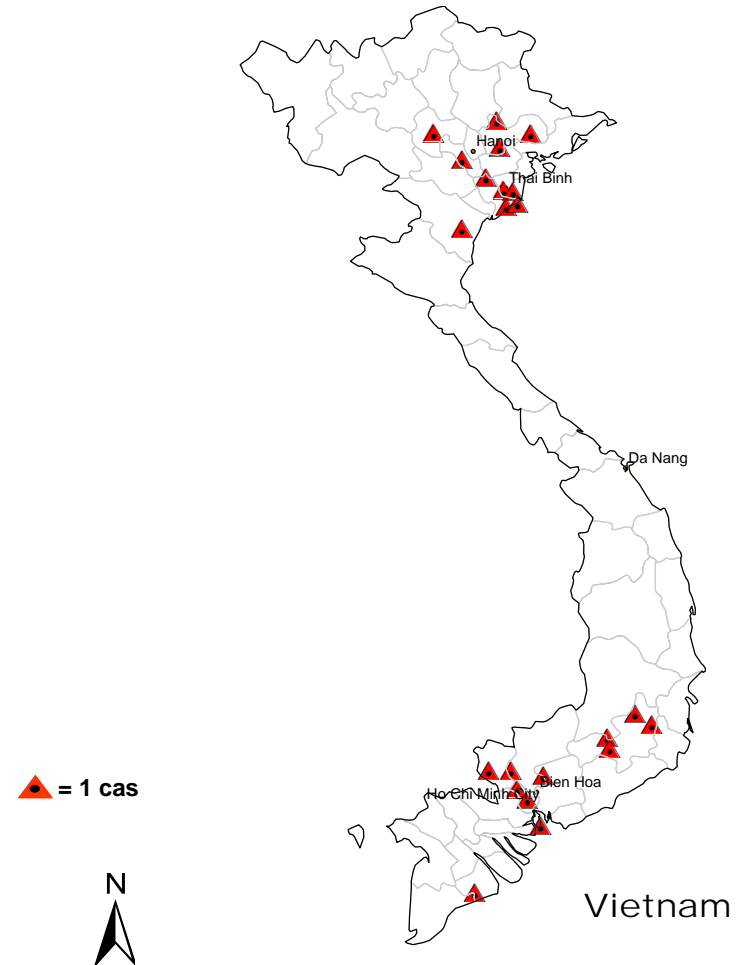 Hanoi
Thai Binh
Da Nang
Bien Hoa
= 1 cas
Ho Chi Minh City
N
Vietnam